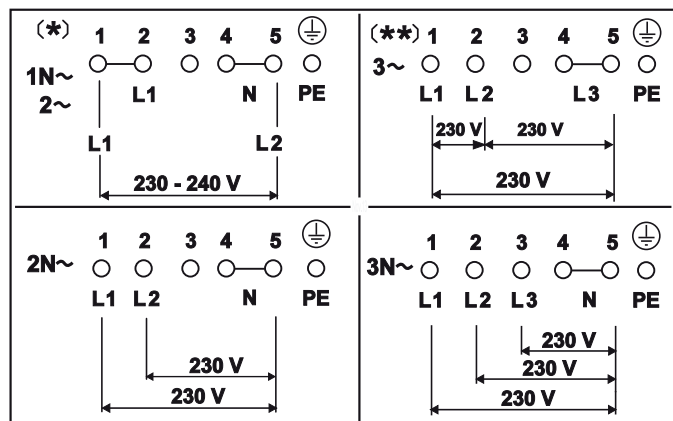 (*) 1 2 3 4 5
1N~
2~
L1 N PE
L1 L2
230 - 240 V
(**) 1 2 3 4 5
3~
L1 L2 L3 PE
230 V 230 V
230 V
1 2 3 4 5
2N~
L1 L2 N PE
230 V
230 V
1 2 3 4 5
3N~
L1 L2 L3 N PE
230 V
230 V
230 V